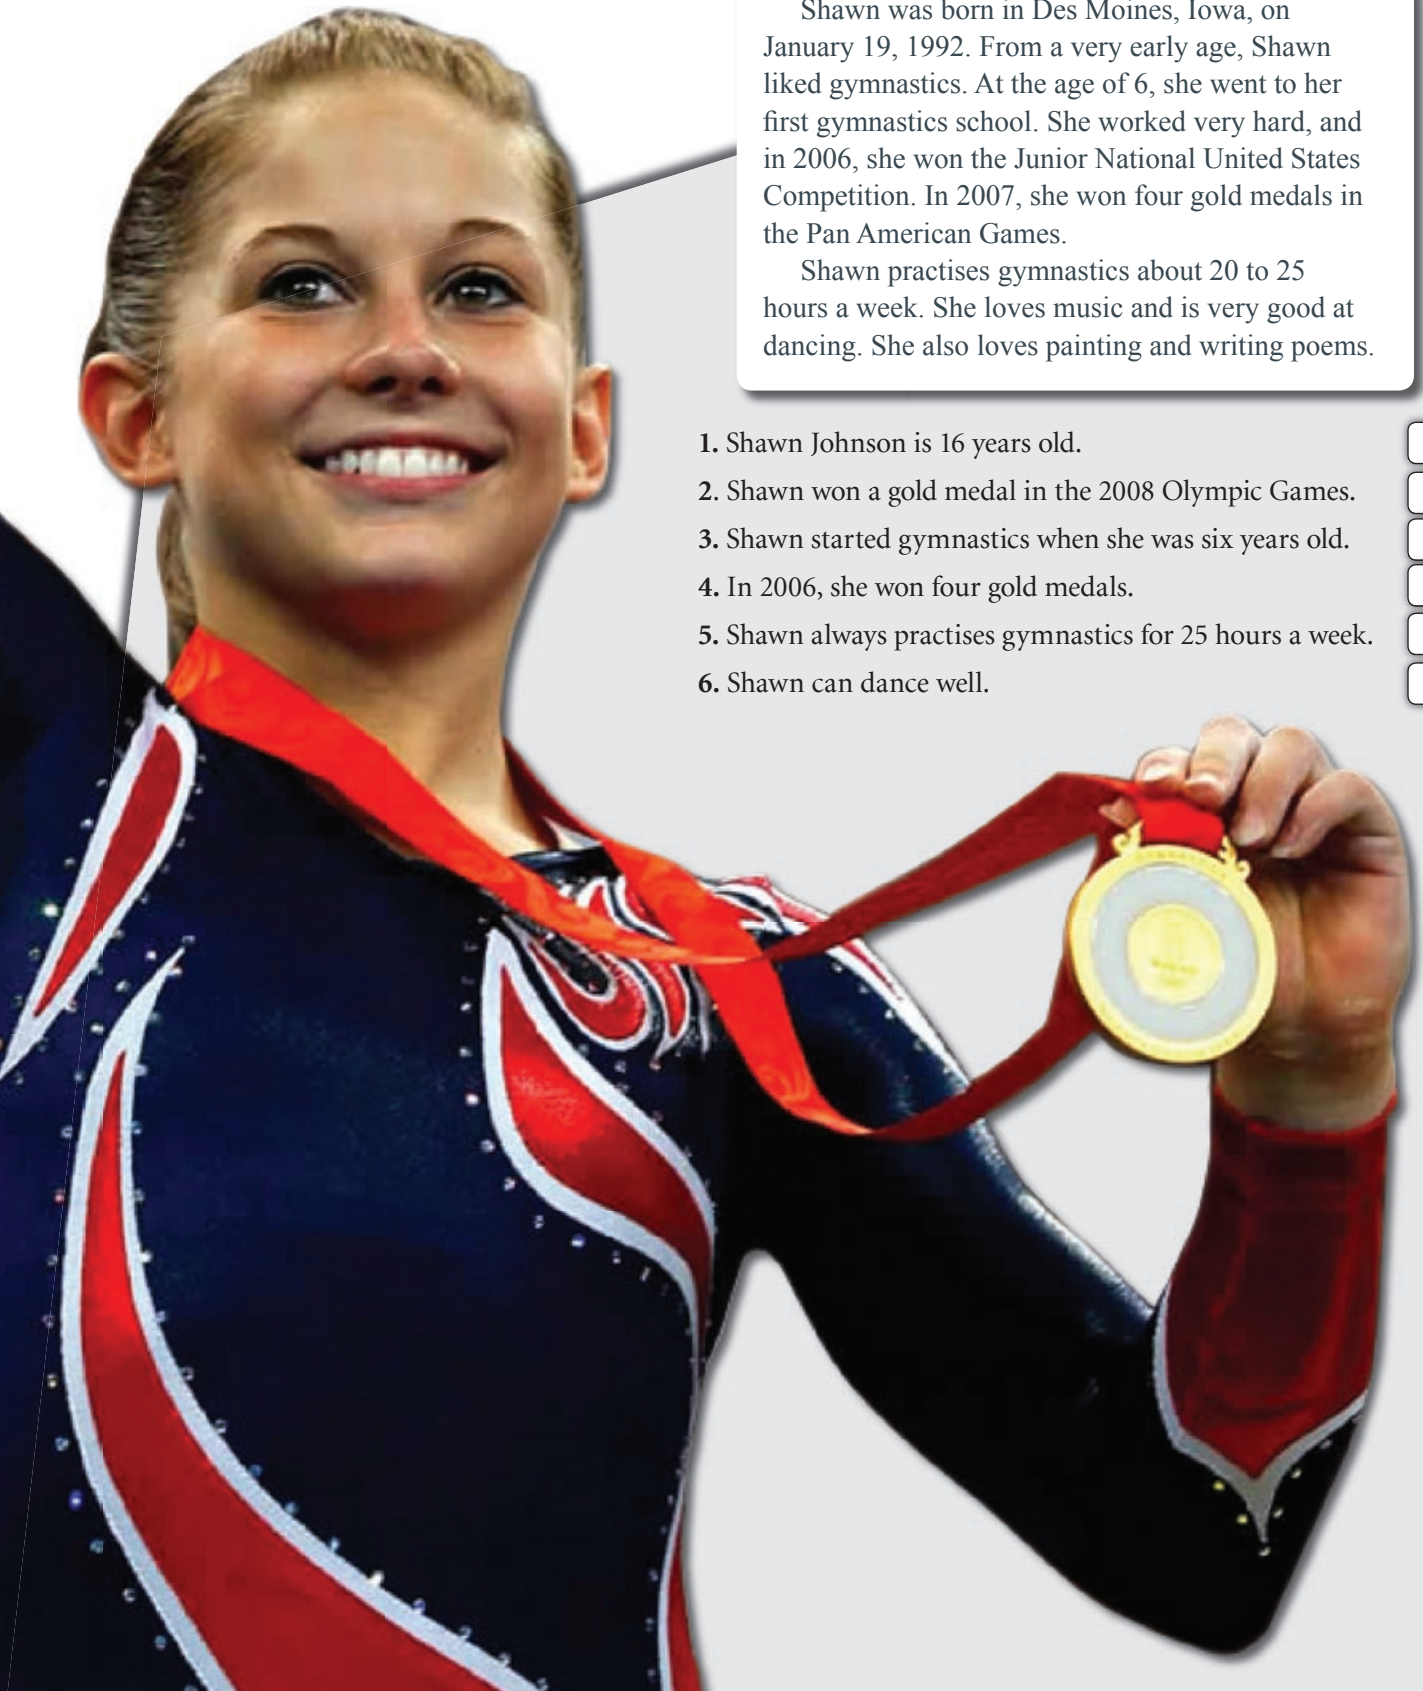 Shawn was born in Des Moines, Iowa, on
January 19, 1992. From a very early age, Shawn
liked gymnastics. At the age of 6, she went to her
first gymnastics school. She worked very hard, and
in 2006, she won the Junior National United States
Competition. In 2007, she won four gold medals in
the Pan American Games.
Shawn practises gymnastics about 20 to 25
hours a week. She loves music and is very good at
dancing. She also loves painting and writing poems.
1. Shawn Johnson is 16 years old.
2. Shawn won a gold medal in the 2008 Olympic Games.
3. Shawn started gymnastics when she was six years old.
4. In 2006, she won four gold medals.
5. Shawn always practises gymnastics for 25 hours a week.
6. Shawn can dance well.